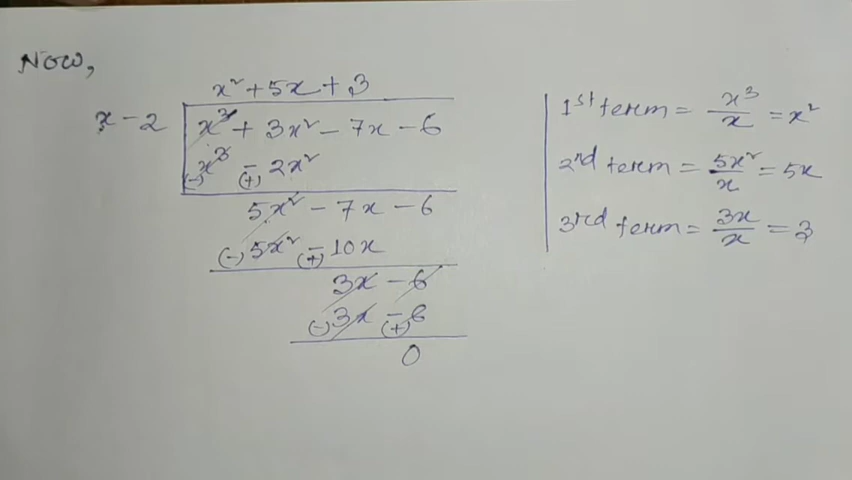 Now,
x² + 5x + 3
x - 2 | x³ + 3x² - 7x - 6
x³ - 2x²
(-) (+)
5x² - 7x - 6
5x² - 10x
(-) (+)
3x - 6
3x - 6
(-) (+)
0
1st term = x³/x = x²
2nd term = 5x²/x = 5x
3rd term = 3x/x = 3